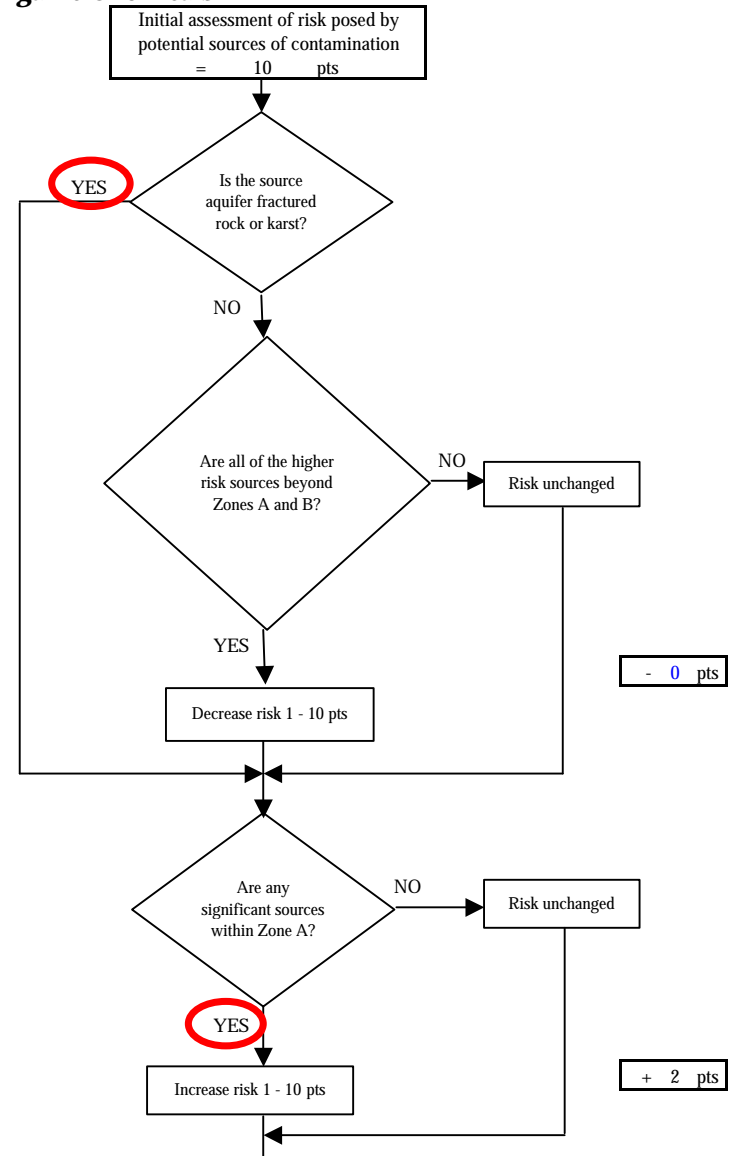 Initial assessment of risk posed by
potential sources of contamination
= 10 pts
YES
Is the source
aquifer fractured
rock or karst?
NO
Are all of the higher
risk sources beyond
Zones A and B?
NO
Risk unchanged
YES
- 0 pts
Decrease risk 1 - 10 pts
Are any
significant sources
within Zone A?
NO
Risk unchanged
YES
Increase risk 1 - 10 pts
+ 2 pts